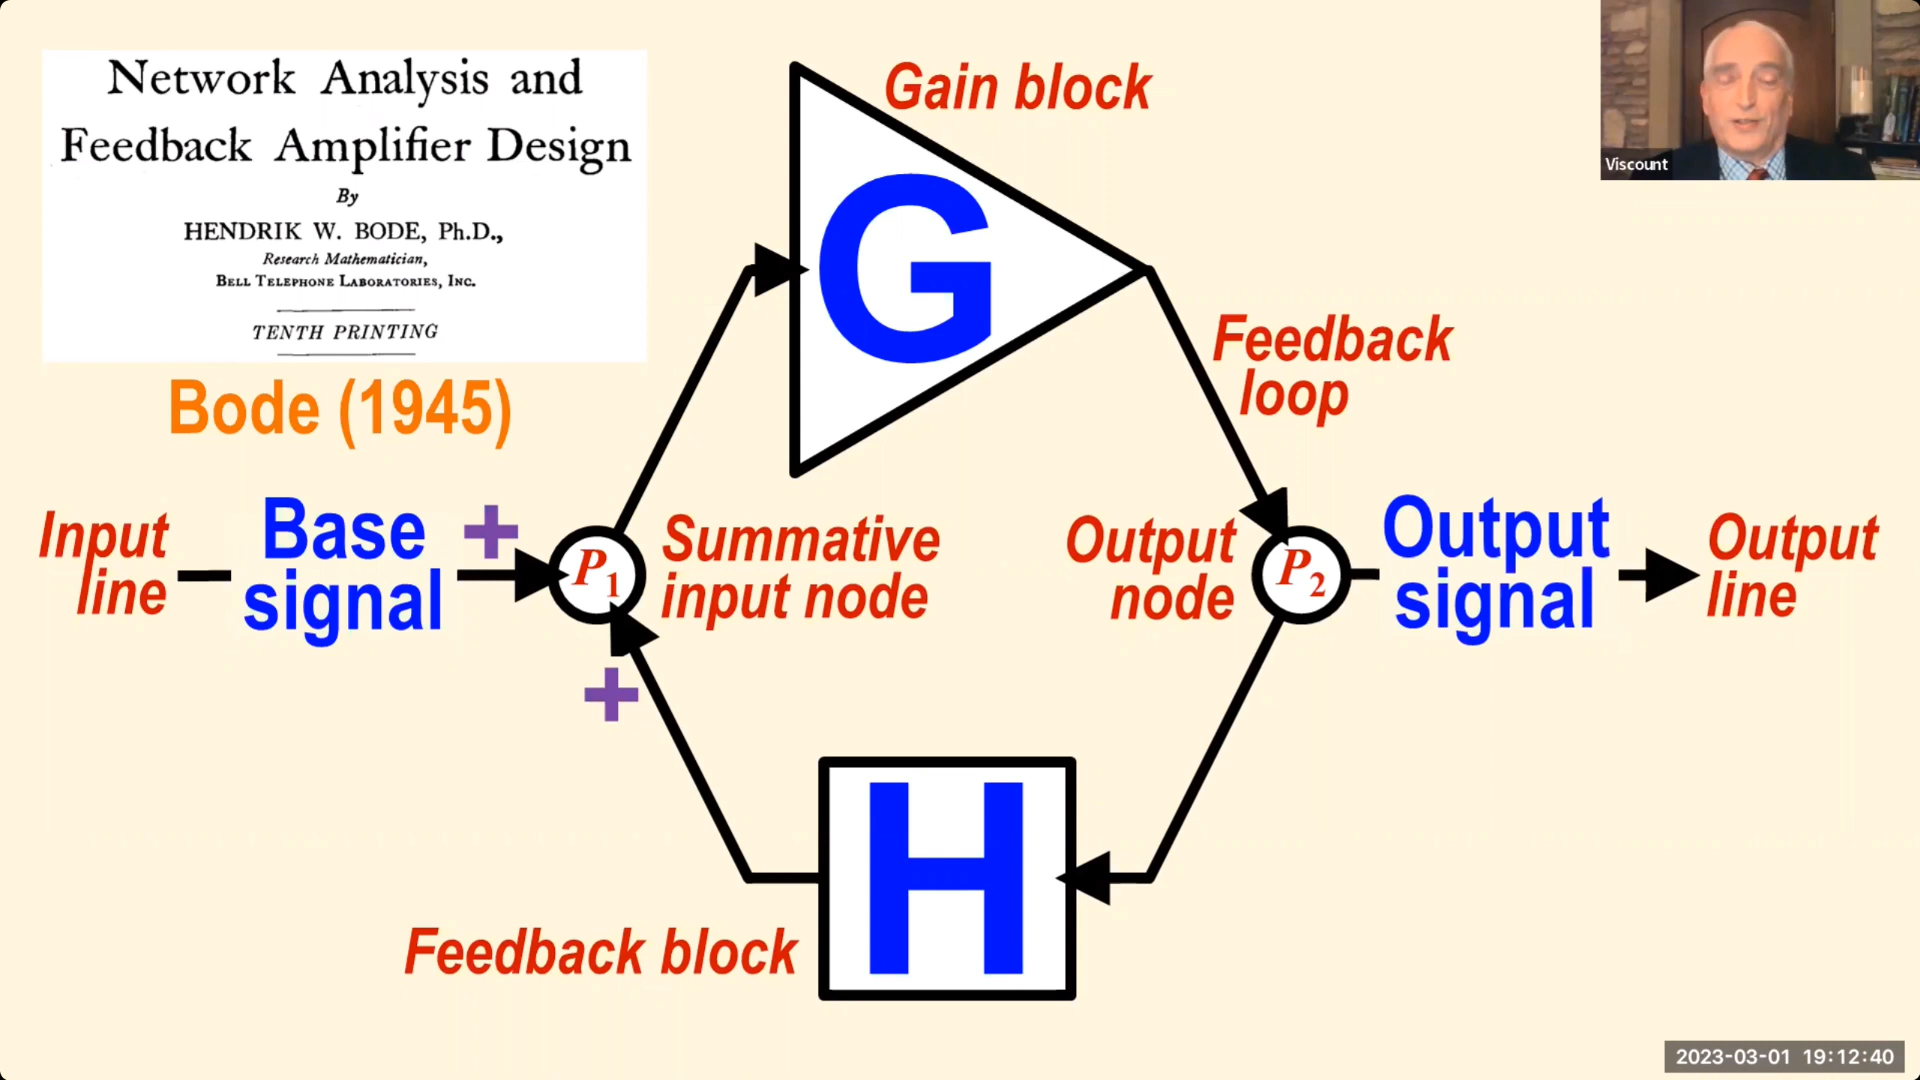 Network Analysis and
Feedback Amplifier Design
By
HENDRIK W. BODE, Ph.D.,
Research Mathematician,
BELL TELEPHONE LABORATORIES, INC.
TENTH PRINTING
Bode (1945)
Gain block
G
Feedback
loop
Viscount
Input
line
Base
signal
+
P1
Summative
input node
Output
node
P2
Output
signal
Output
line
+
H
Feedback block
2023-03-01 19:12:40